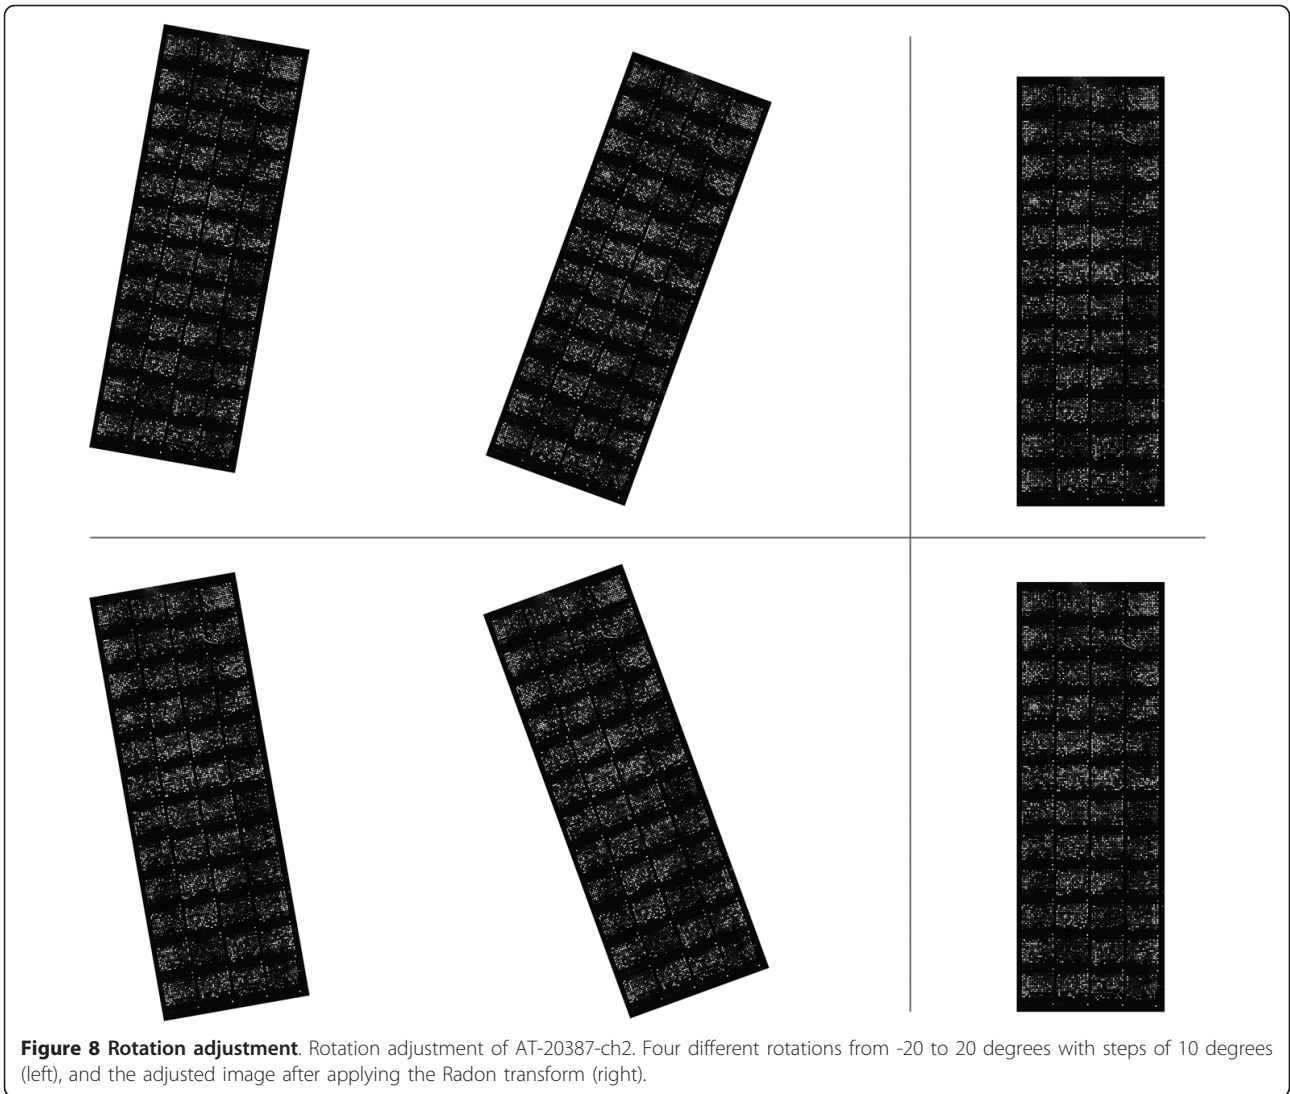 Figure 8 Rotation adjustment. Rotation adjustment of AT-20387-ch2. Four different rotations from -20 to 20 degrees with steps of 10 degrees
(left), and the adjusted image after applying the Radon transform (right).